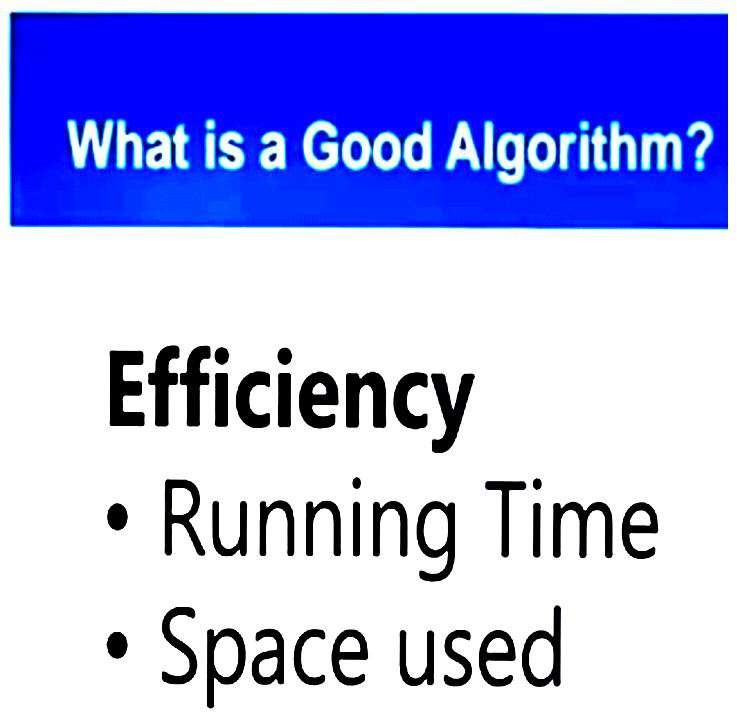 What is a Good Algorithm?
Efficiency
• Running Time
• Space used